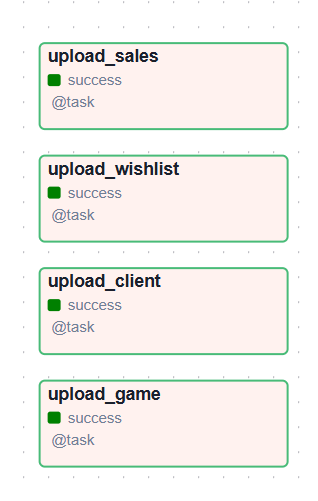 upload_sales
success
@task
upload_wishlist
success
@task
upload_client
success
@task
upload_game
success
@task